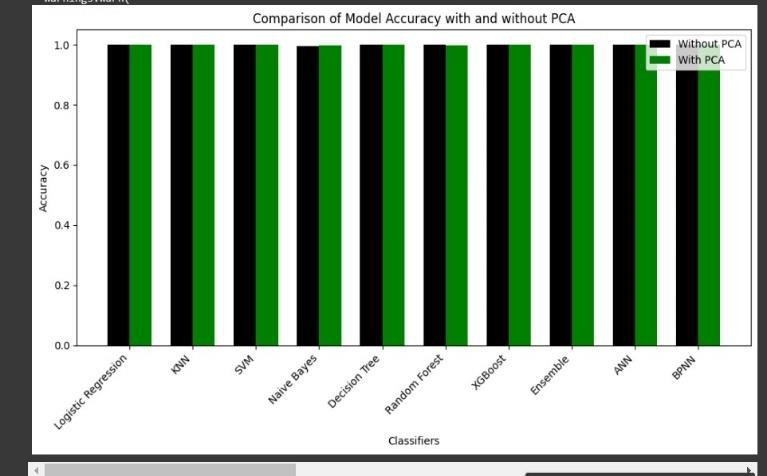 warnings.warn(
Comparison of Model Accuracy with and without PCA
Without PCA
With PCA
1.0
0.8
0.6
0.4
0.2
0.0
Accuracy
Logistic Regression
KNN
SVM
Naive Bayes
Decision Tree
Random Forest
XGBoost
Ensemble
ANN
BPNN
Classifiers